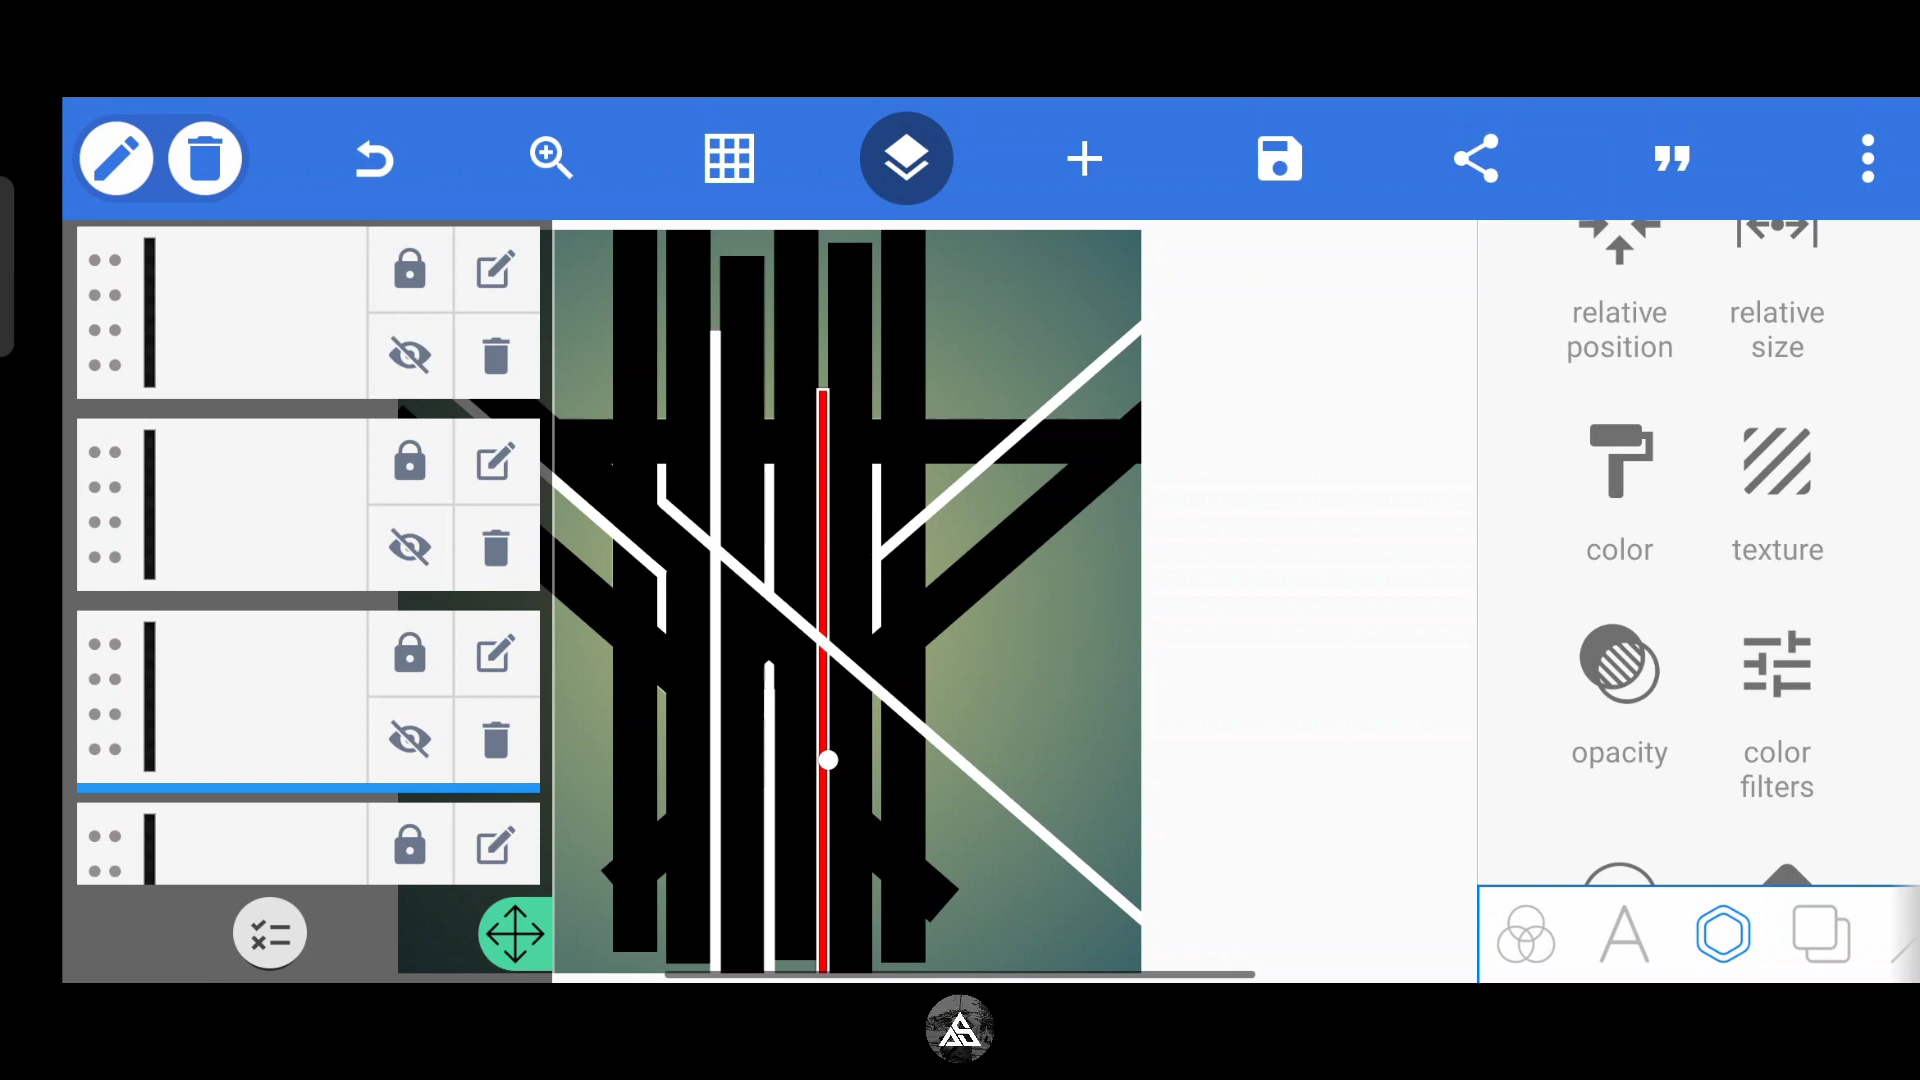 relative
position
relative
size
color
texture
opacity
color
filters